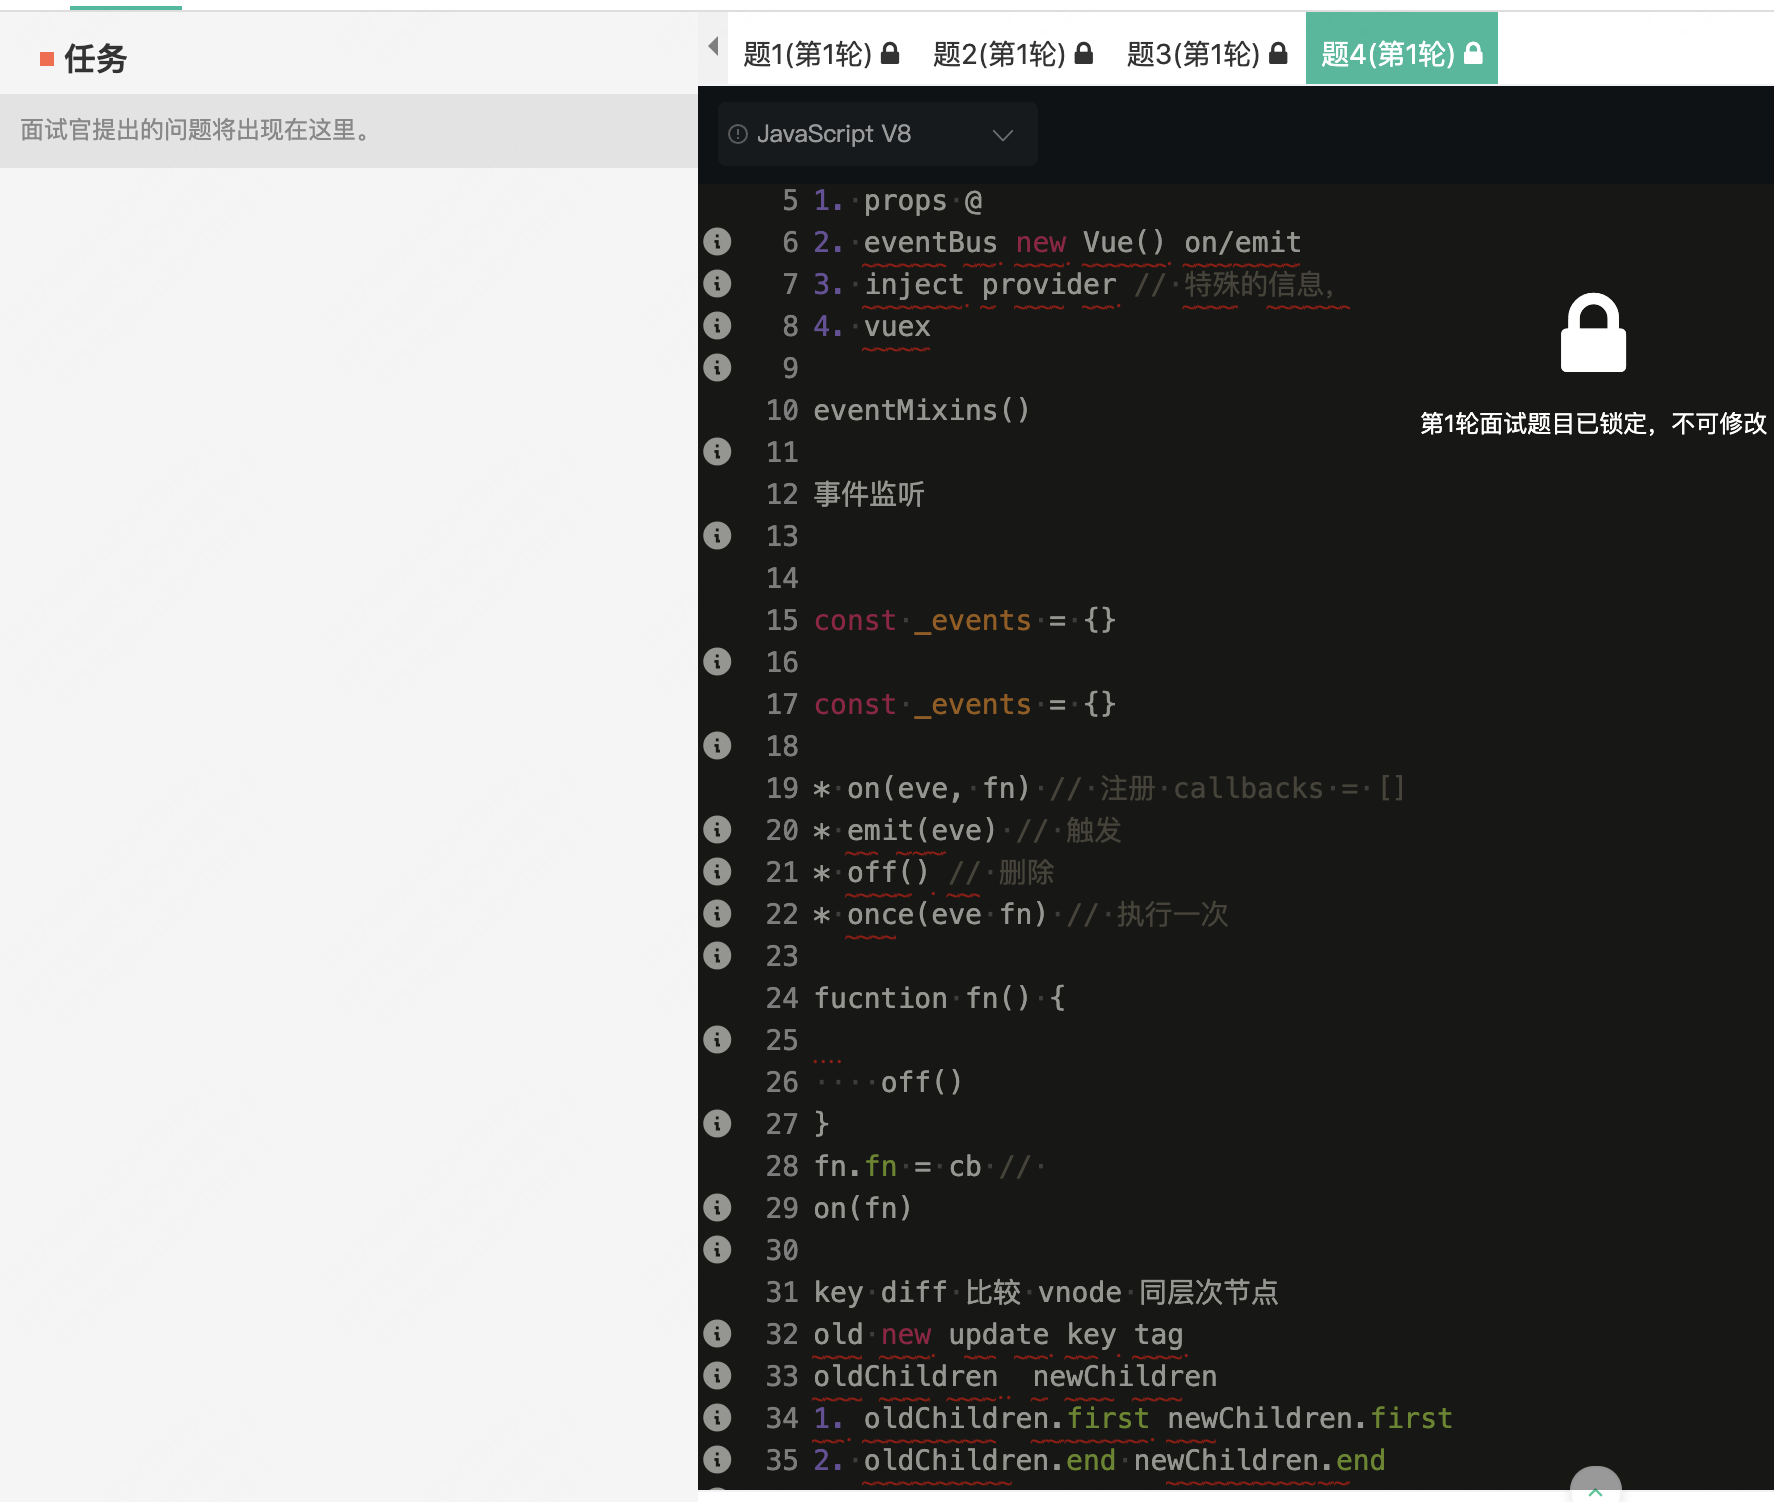 任务
面试官提出的问题将出现在这里。
题1(第1轮) 题2(第1轮) 题3(第1轮) 题4(第1轮)
JavaScript V8
5 1. props @
6 2. eventBus new Vue() on/emit
7 3. inject provider // 特殊的信息,
8 4. vuex
9
10 eventMixins()
11
12 事件监听
13
14
15 const _events = {}
16
17 const _events = {}
18
19 * on(eve, fn) // 注册 callbacks = []
20 * emit(eve) // 触发
21 * off() // 删除
22 * once(eve fn) // 执行一次
23
24 fucntion fn() {
25
26     off()
27 }
28 fn.fn = cb //
29 on(fn)
30
31 key diff 比较 vnode 同层次节点
32 old new update key tag
33 oldChildren  newChildren
34 1. oldChildren.first newChildren.first
35 2. oldChildren.end newChildren.end
第1轮面试题目已锁定，不可修改